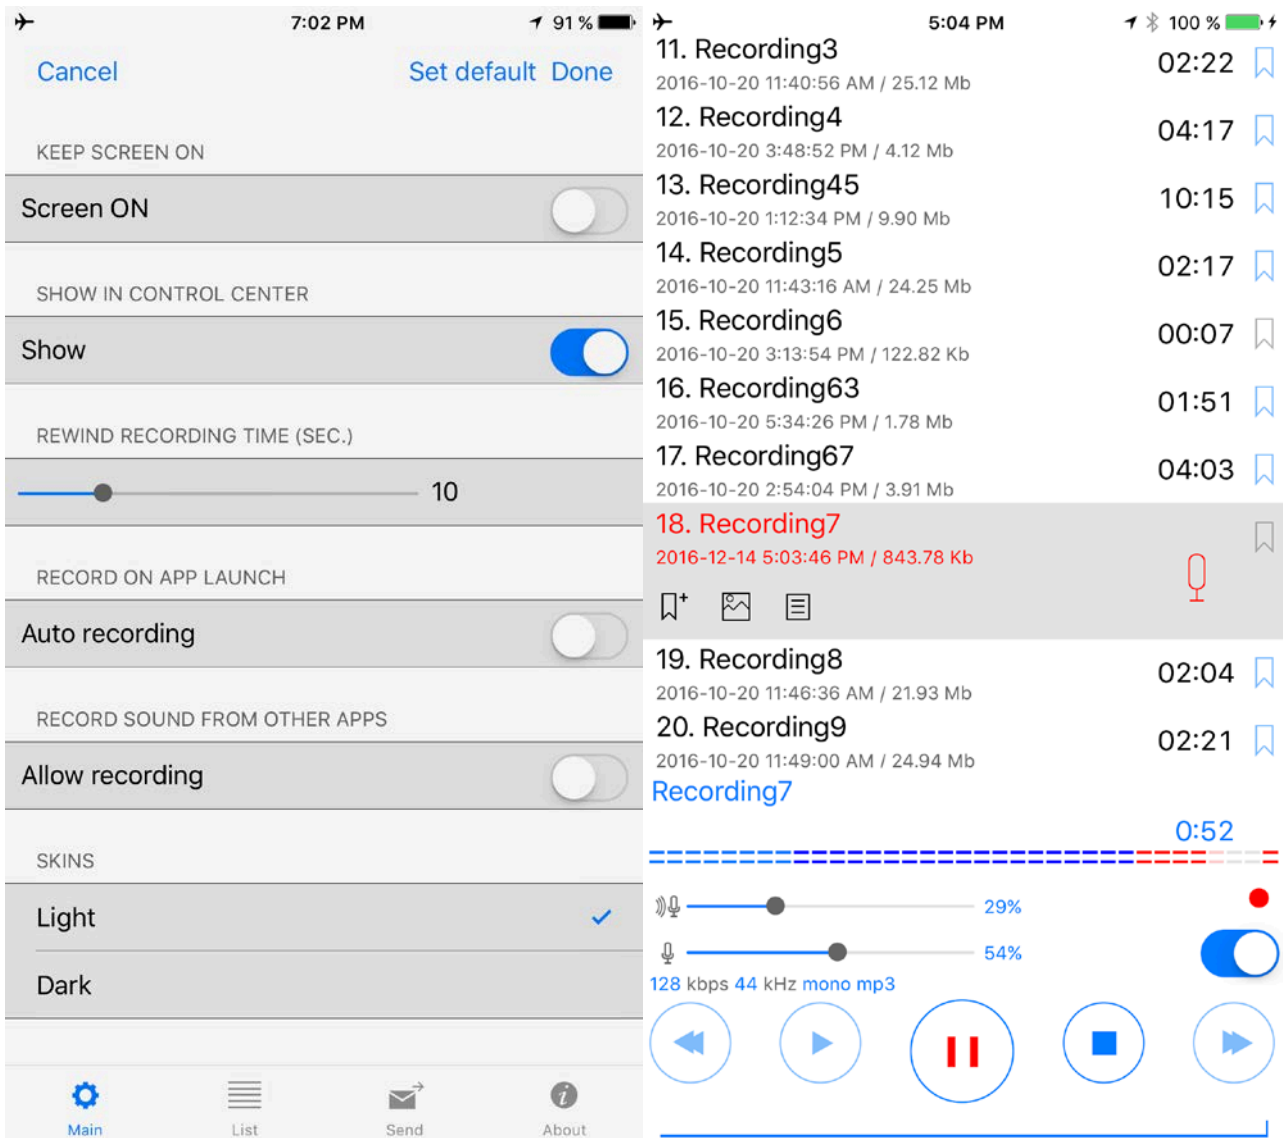 7:02 PM
91 %
Cancel
Set default Done
KEEP SCREEN ON
Screen ON
SHOW IN CONTROL CENTER
Show
REWIND RECORDING TIME (SEC.)
10
RECORD ON APP LAUNCH
Auto recording
RECORD SOUND FROM OTHER APPS
Allow recording
SKINS
Light
Dark
Main
List
Send
About
5:04 PM
100 %
11. Recording3
02:22
2016-10-20 11:40:56 AM / 25.12 Mb
12. Recording4
04:17
2016-10-20 3:48:52 PM / 4.12 Mb
13. Recording45
10:15
2016-10-20 1:12:34 PM / 9.90 Mb
14. Recording5
02:17
2016-10-20 11:43:16 AM / 24.25 Mb
15. Recording6
00:07
2016-10-20 3:13:54 PM / 122.82 Kb
16. Recording63
01:51
2016-10-20 5:34:26 PM / 1.78 Mb
17. Recording67
04:03
2016-10-20 2:54:04 PM / 3.91 Mb
18. Recording7
2016-12-14 5:03:46 PM / 843.78 Kb
19. Recording8
02:04
2016-10-20 11:46:36 AM / 21.93 Mb
20. Recording9
02:21
2016-10-20 11:49:00 AM / 24.94 Mb
Recording7
0:52
29%
54%
128 kbps 44 kHz mono mp3